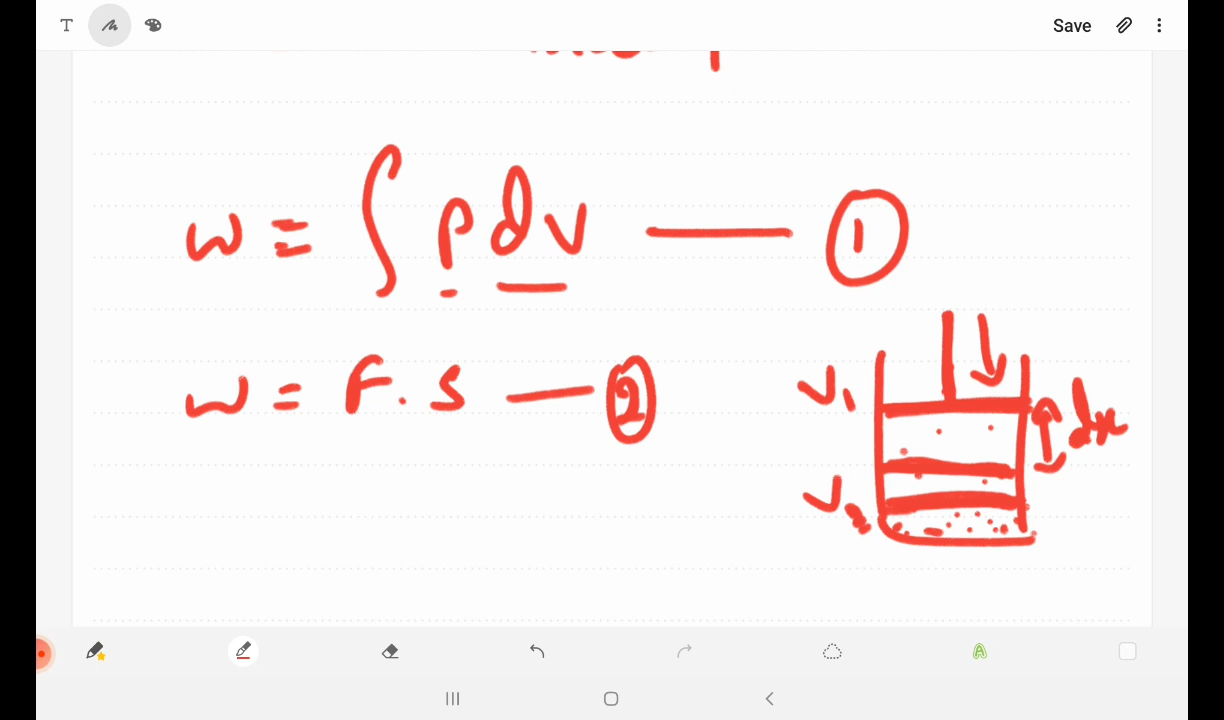 T Save
w = ∫ p dv — ①
w = F.S — ②
V1
dx
V2
A